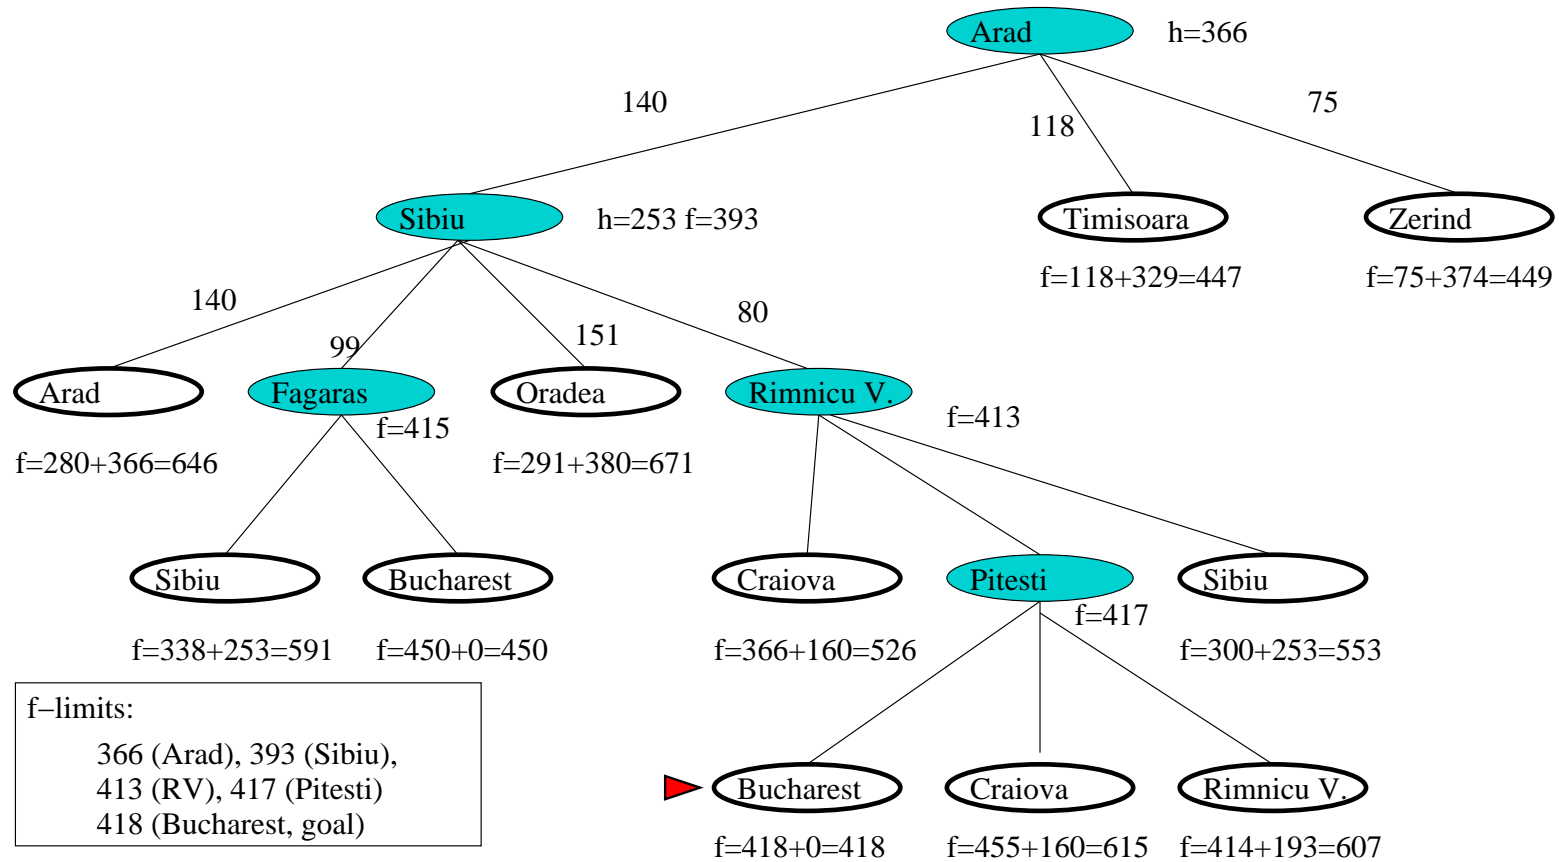 Arad h=366
140
118
75
Sibiu h=253 f=393
Timisoara
Zerind
f=118+329=447
f=75+374=449
140
99
151
80
Arad
Fagaras
Oradea
Rimnicu V.
f=415
f=413
f=280+366=646
f=291+380=671
Sibiu
Bucharest
Craiova
Pitesti
Sibiu
f=417
f=338+253=591
f=450+0=450
f=366+160=526
f=300+253=553
f−limits:
366 (Arad), 393 (Sibiu),
413 (RV), 417 (Pitesti)
418 (Bucharest, goal)
Bucharest
Craiova
Rimnicu V.
f=418+0=418
f=455+160=615
f=414+193=607